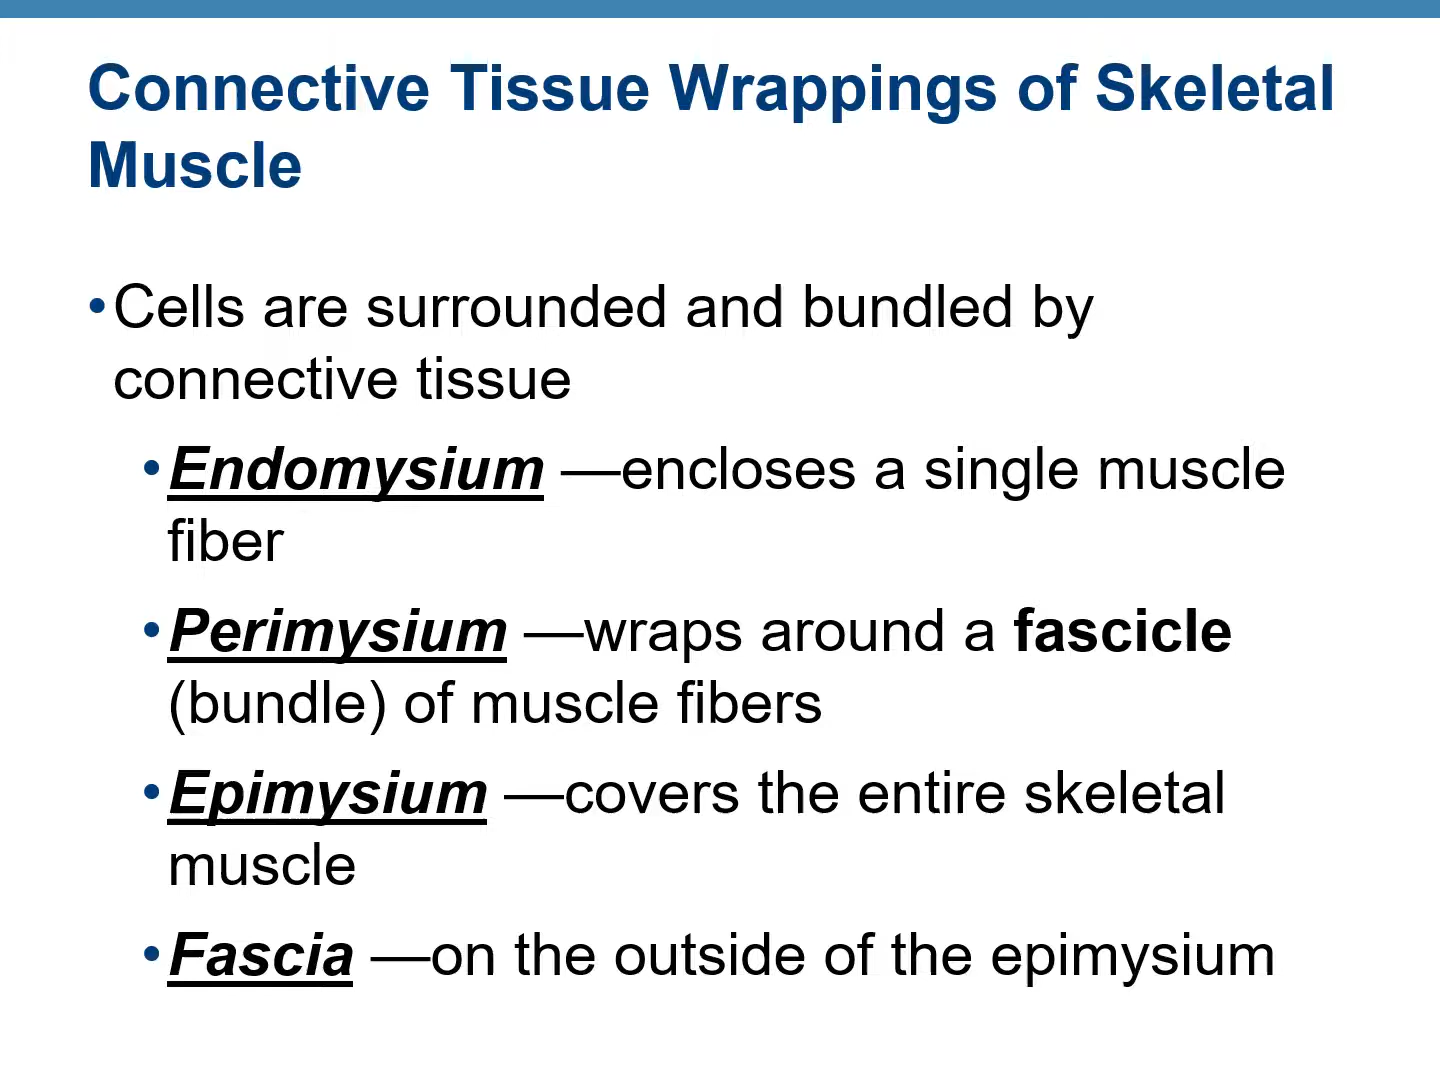 Connective Tissue Wrappings of Skeletal
Muscle
•Cells are surrounded and bundled by
connective tissue
•Endomysium —encloses a single muscle
fiber
•Perimysium —wraps around a fascicle
(bundle) of muscle fibers
•Epimysium —covers the entire skeletal
muscle
•Fascia —on the outside of the epimysium